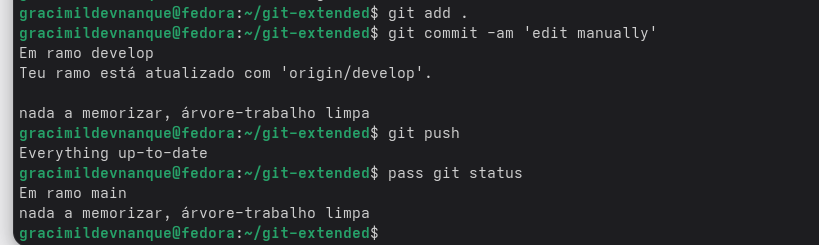 gracimildevnanque@fedora:~/git-extended$ git add .
gracimildevnanque@fedora:~/git-extended$ git commit -am 'edit manually'
Em ramo develop
Teu ramo está atualizado com 'origin/develop'.
nada a memorizar, árvore-trabalho limpa
gracimildevnanque@fedora:~/git-extended$ git push
Everything up-to-date
gracimildevnanque@fedora:~/git-extended$ pass git status
Em ramo main
nada a memorizar, árvore-trabalho limpa
gracimildevnanque@fedora:~/git-extended$